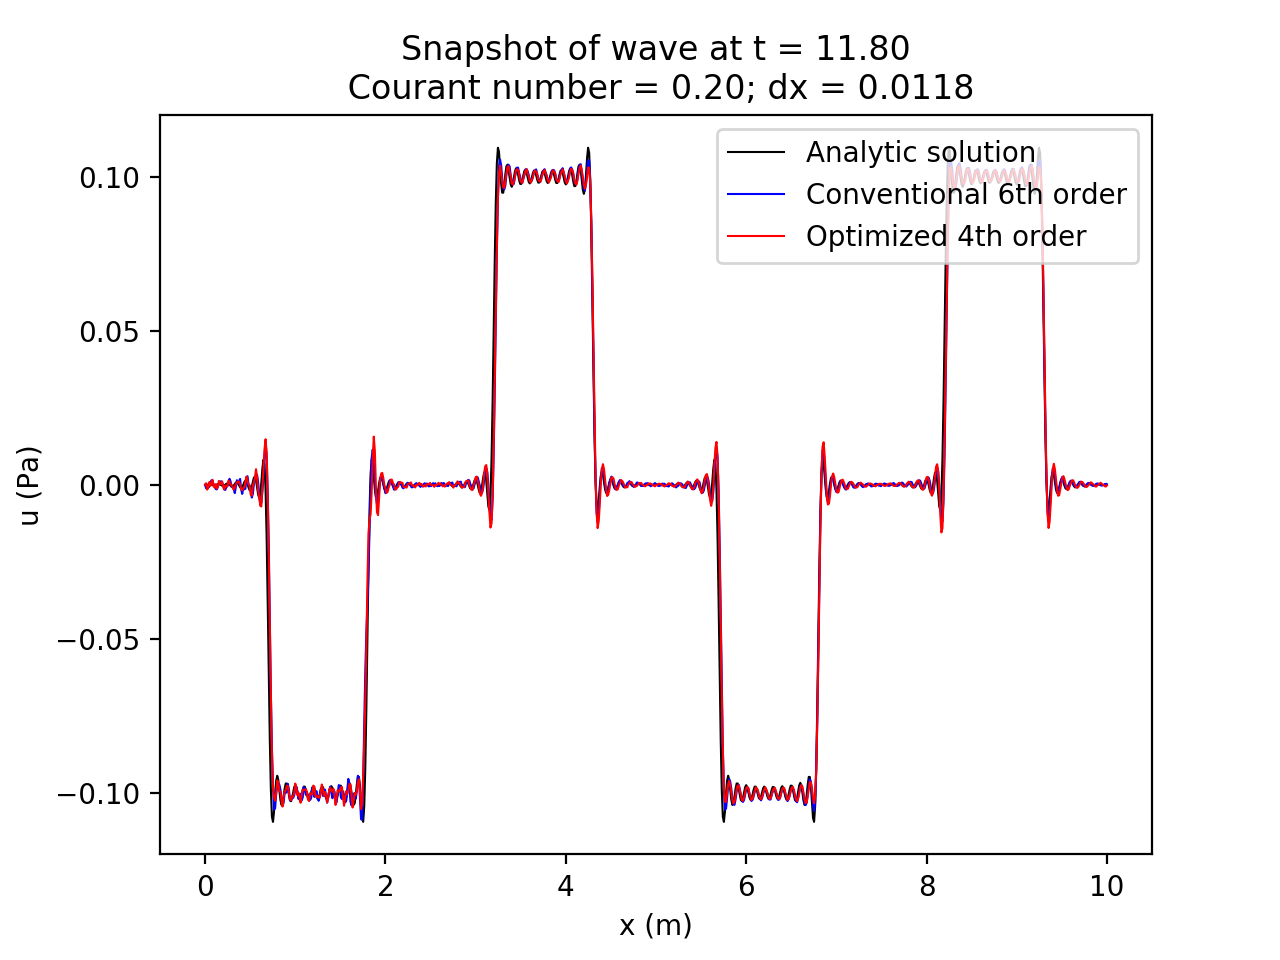 Snapshot of wave at t = 11.80
Courant number = 0.20; dx = 0.0118
Analytic solution
Conventional 6th order
Optimized 4th order
0.10
0.05
0.00
−0.05
−0.10
u (Pa)
0 2 4 6 8 10
x (m)